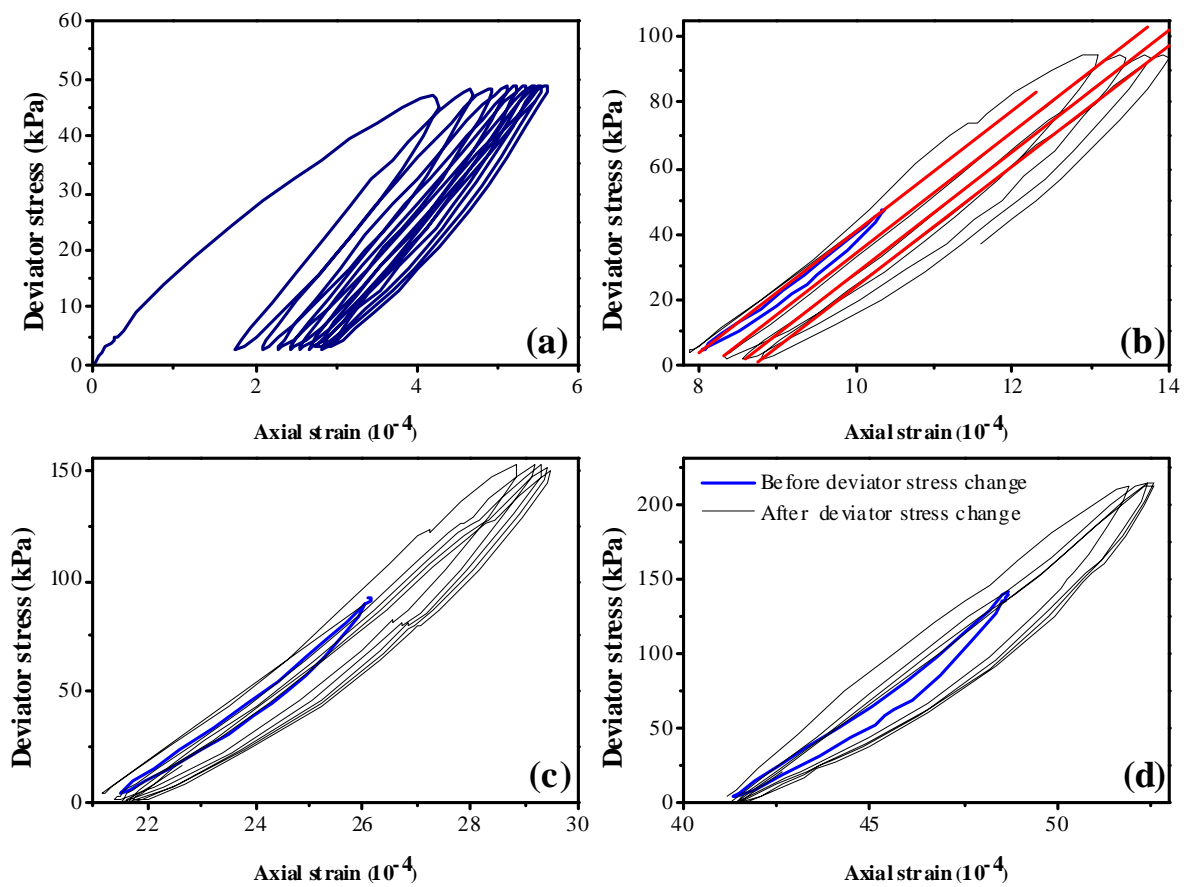 60
50
40
30
20
10
0
Deviator stress (kPa)
0 2 4 6
Axial strain (10⁻⁴)
(a)
100
80
60
40
20
0
Deviator stress (kPa)
8 10 12 14
Axial strain (10⁻⁴)
(b)
150
100
50
0
Deviator stress (kPa)
22 24 26 28 30
Axial strain (10⁻⁴)
(c)
200
150
100
50
0
Deviator stress (kPa)
Before deviator stress change
After deviator stress change
40 45 50
Axial strain (10⁻⁴)
(d)